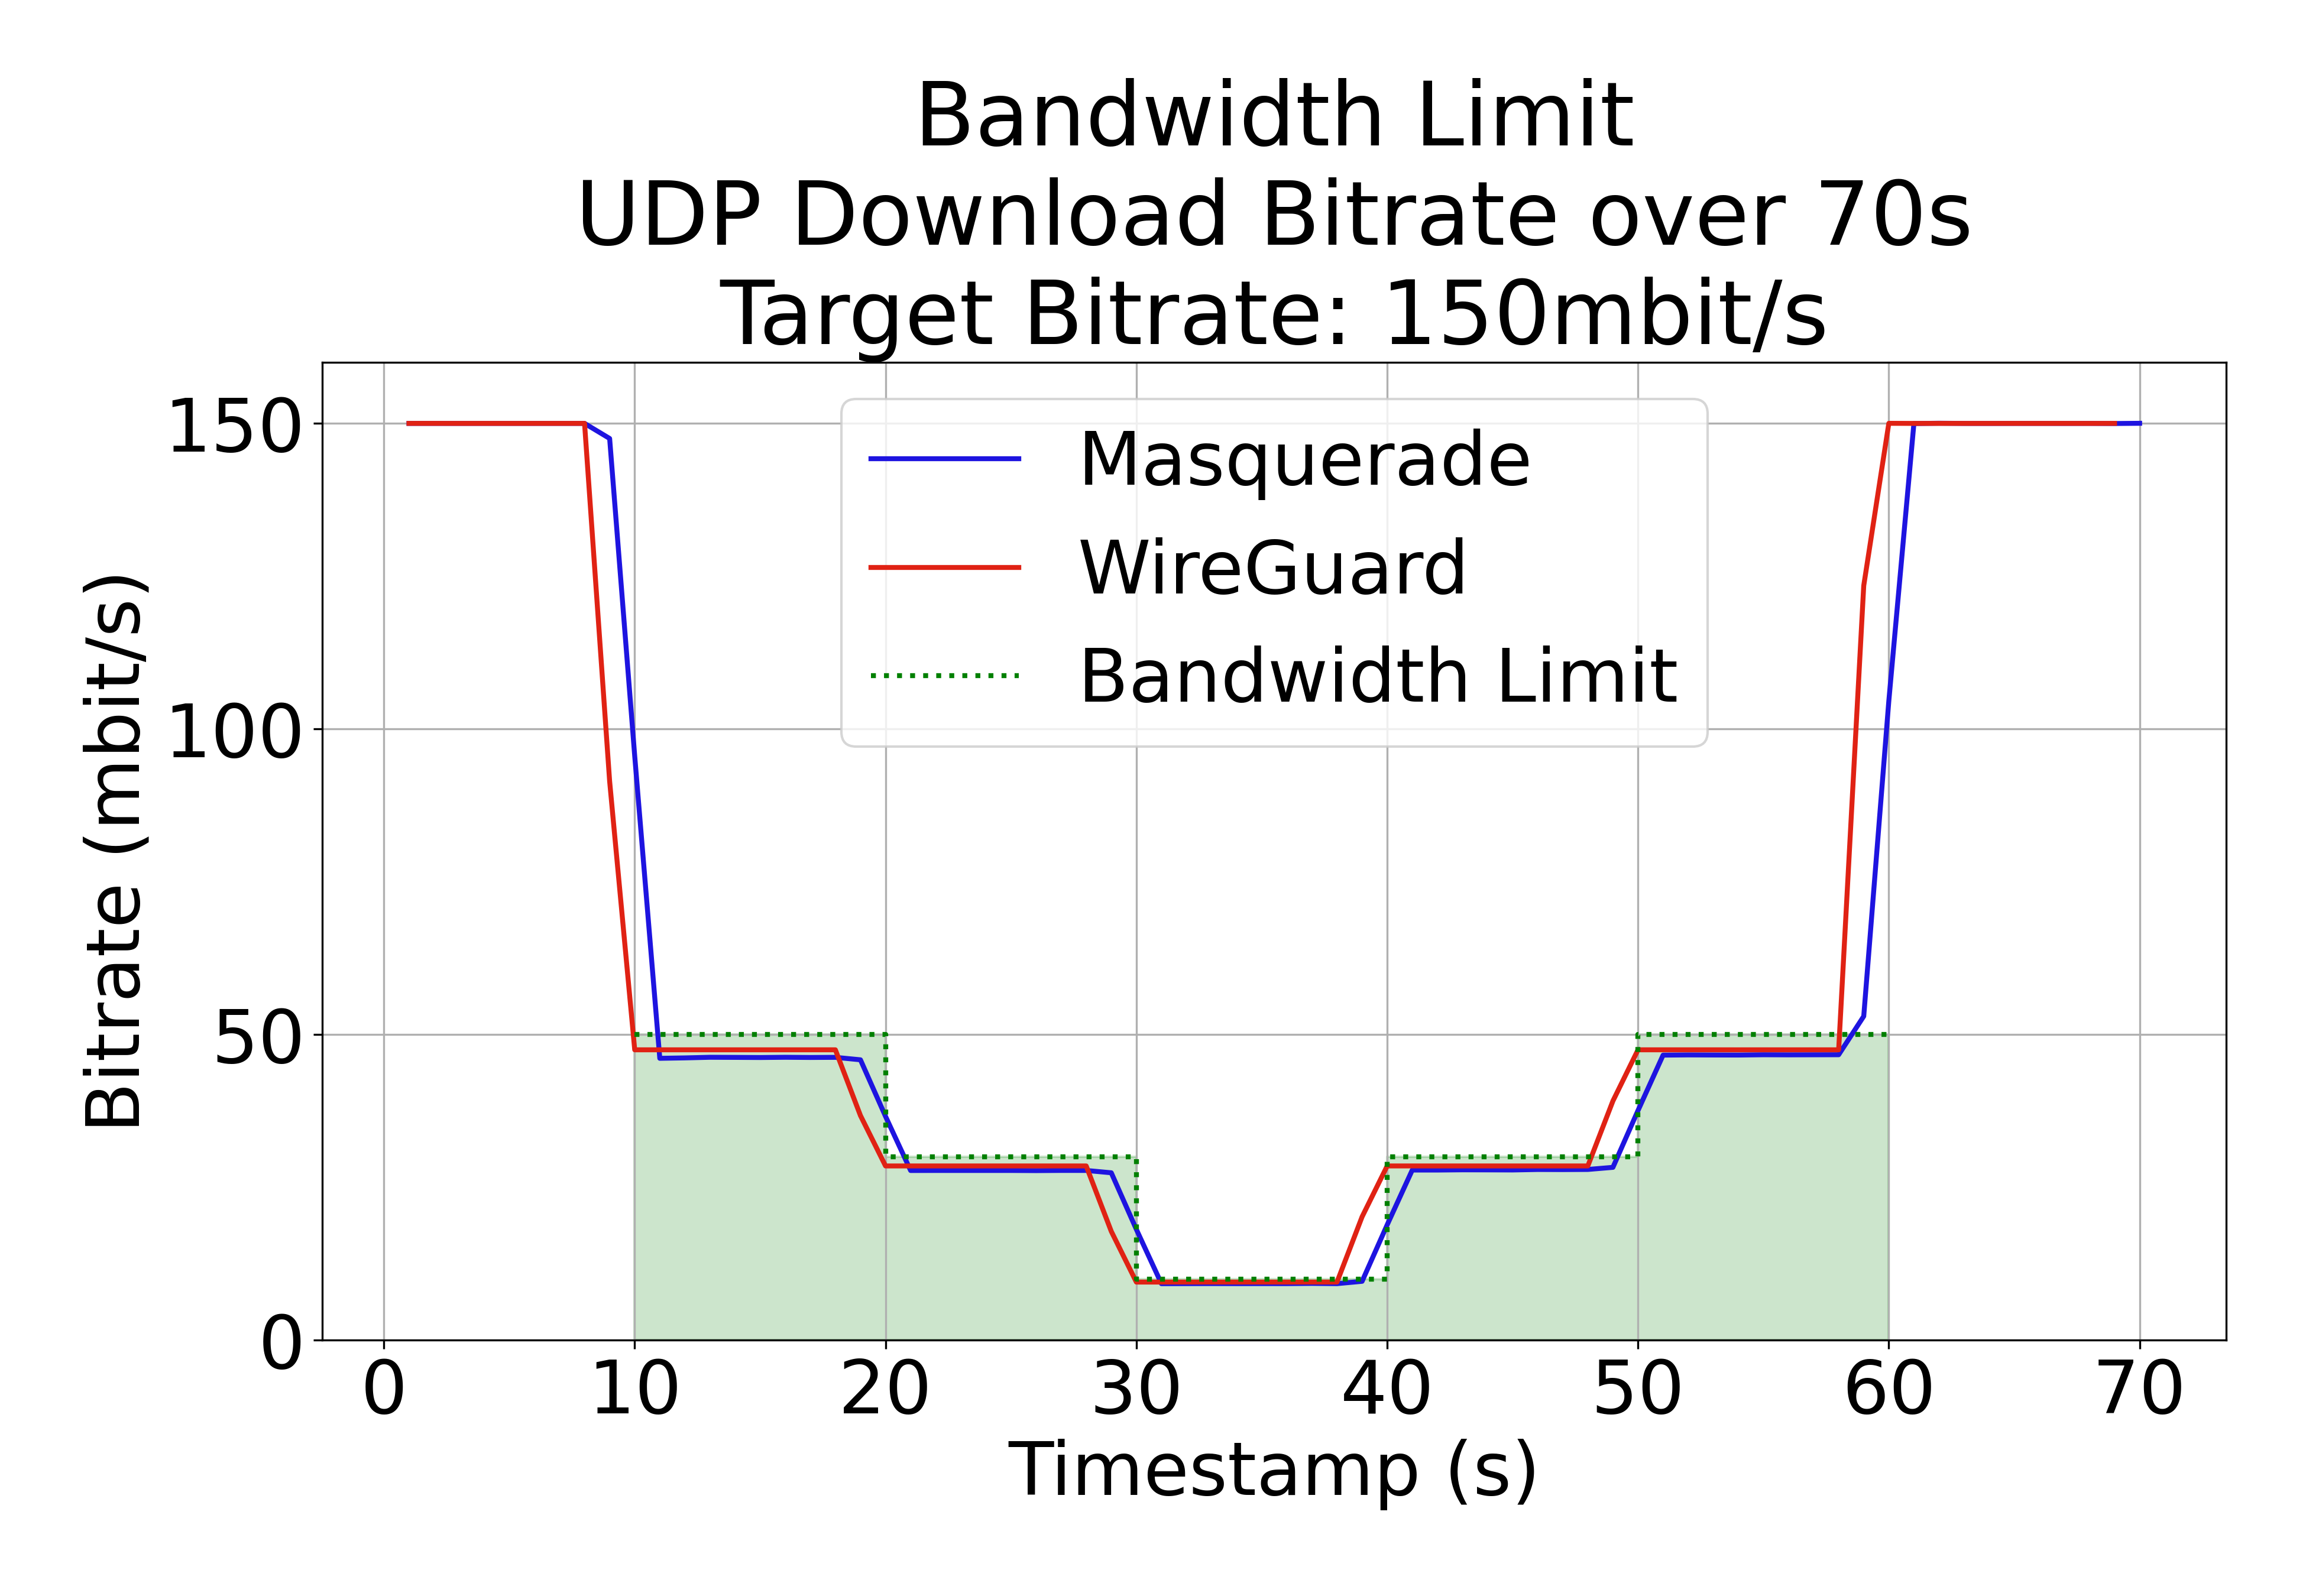 Bandwidth Limit
UDP Download Bitrate over 70s
Target Bitrate: 150mbit/s
Masquerade
WireGuard
Bandwidth Limit
Bitrate (mbit/s)
150
100
50
0
0 10 20 30 40 50 60 70
Timestamp (s)